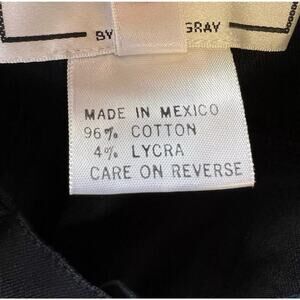 BY GRAY
MADE IN MEXICO
96% COTTON
4% LYCRA
CARE ON REVERSE